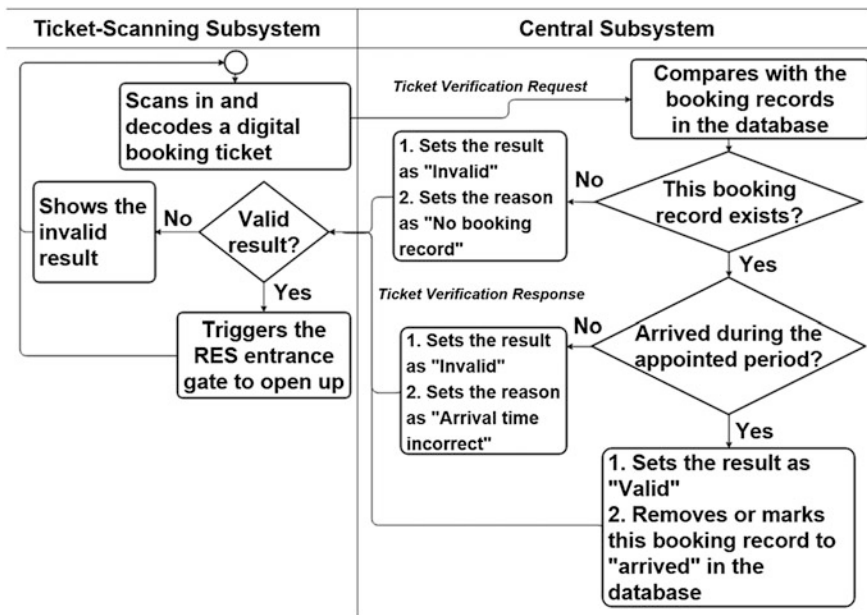 Ticket-Scanning Subsystem
Central Subsystem
Scans in and
decodes a digital
booking ticket
Ticket Verification Request
Compares with the
booking records
in the database
1. Sets the result
as "Invalid"
2. Sets the reason
as "No booking
record"
No
This booking
record exists?
Shows the
invalid
result
No
Valid
result?
Yes
Yes
Ticket Verification Response
Triggers the
RES entrance
gate to open up
1. Sets the result
as "Invalid"
2. Sets the reason
as "Arrival time
incorrect"
No
Arrived during the
appointed period?
Yes
1. Sets the result as
"Valid"
2. Removes or marks
this booking record to
"arrived" in the
database